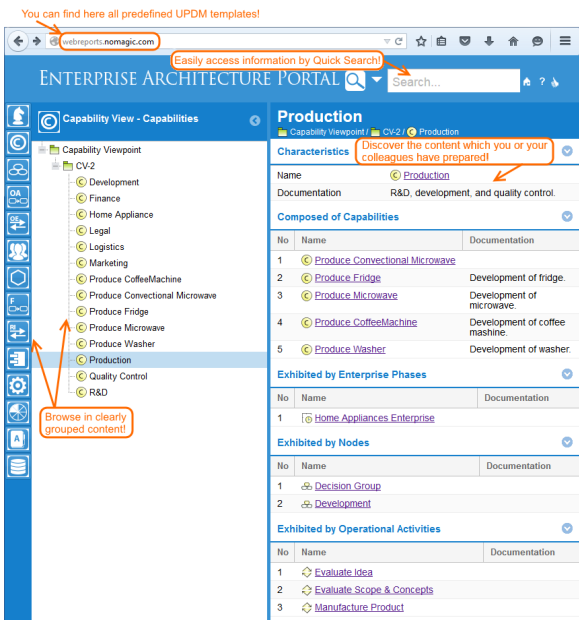 You can find here all predefined UPDM templates!
webreports.nomagic.com
Easily access information by Quick Search!
Enterprise Architecture Portal
Search...
Capability View - Capabilities
Capability Viewpoint
CV-2
Development
Finance
Home Appliance
Legal
Logistics
Marketing
Produce CoffeeMachine
Produce Convectional Microwave
Produce Fridge
Produce Microwave
Produce Washer
Production
Quality Control
R&D
Browse in clearly
grouped content!
Production
Capability Viewpoint / CV-2 / Production
Discover the content which you or your
colleagues have prepared!
Characteristics
Name Production
Documentation R&D, development, and quality control.
Composed of Capabilities
No Name Documentation
1 Produce Convectional Microwave
2 Produce Fridge Development of fridge.
3 Produce Microwave Development of
microwave.
4 Produce CoffeeMachine Development of coffee
machine.
5 Produce Washer Development of washer.
Exhibited by Enterprise Phases
No Name Documentation
1 Home Appliances Enterprise
Exhibited by Nodes
No Name Documentation
1 Decision Group
2 Development
Exhibited by Operational Activities
No Name Documentation
1 Evaluate Idea
2 Evaluate Scope & Concepts
3 Manufacture Product